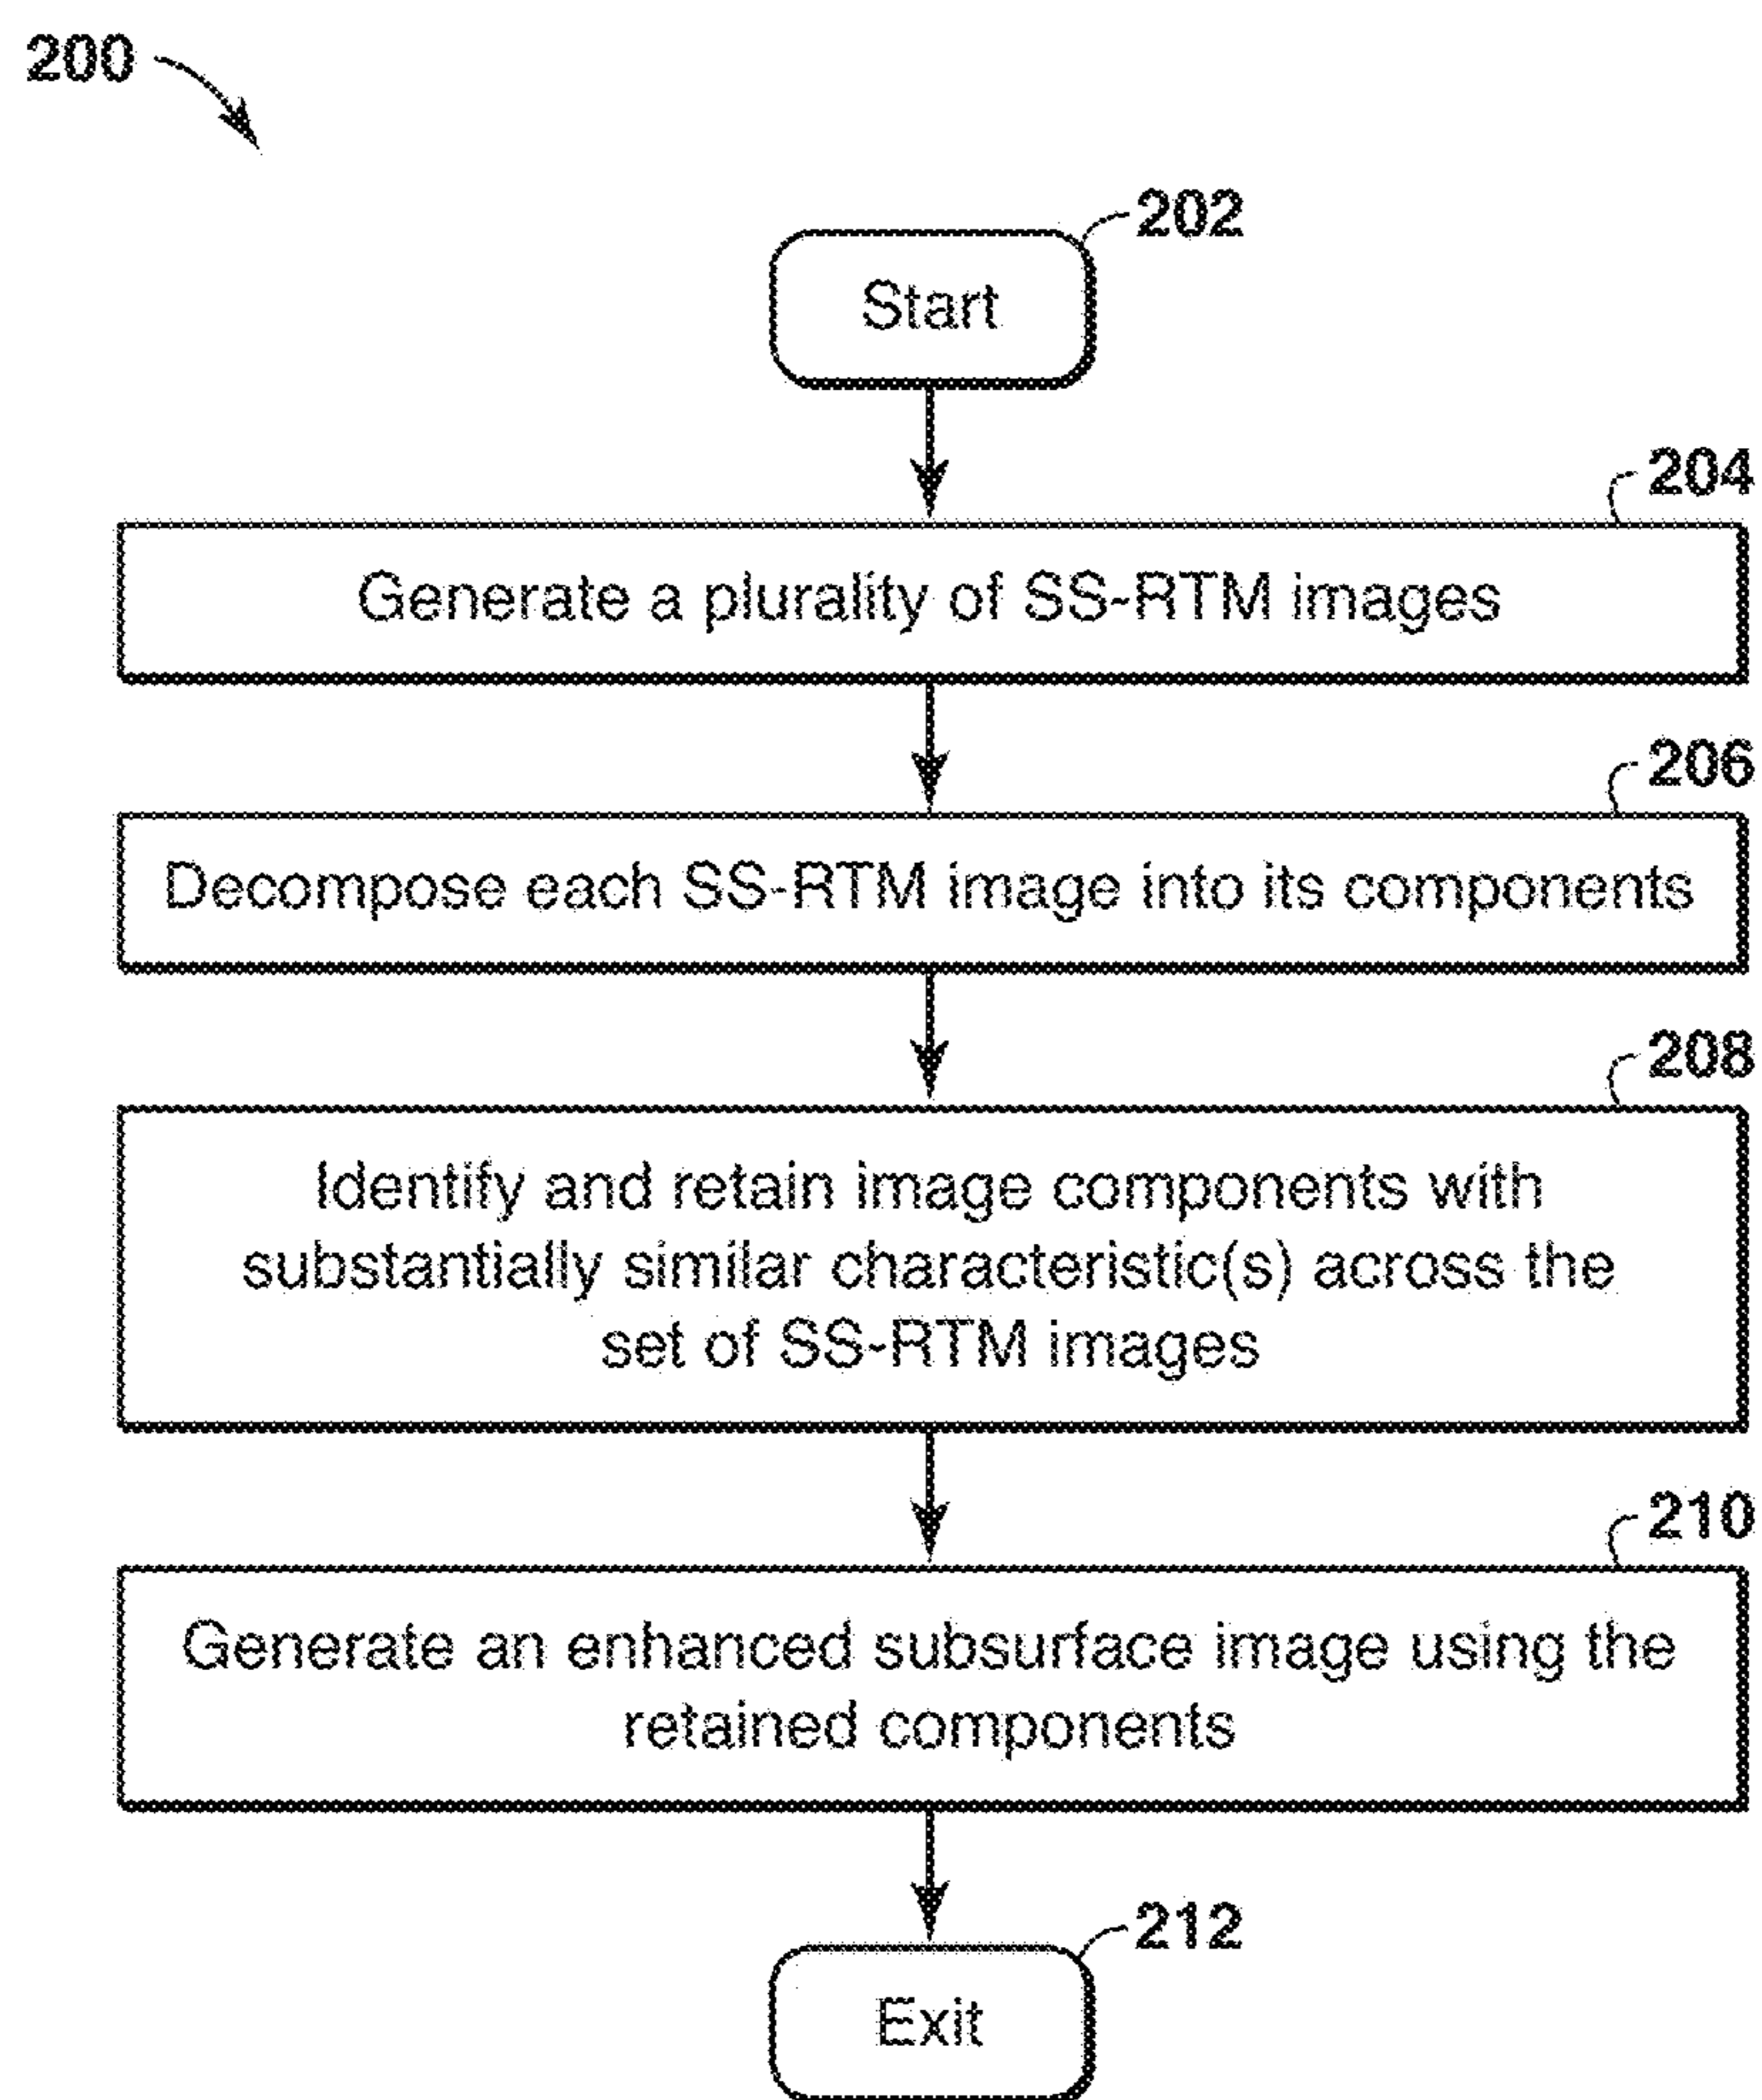 200
202
Start
204
Generate a plurality of SS-RTM images
206
Decompose each SS-RTM image into its components
208
Identify and retain image components with
substantially similar characteristic(s) across the
set of SS-RTM images
210
Generate an enhanced subsurface image using the
retained components
212
Exit